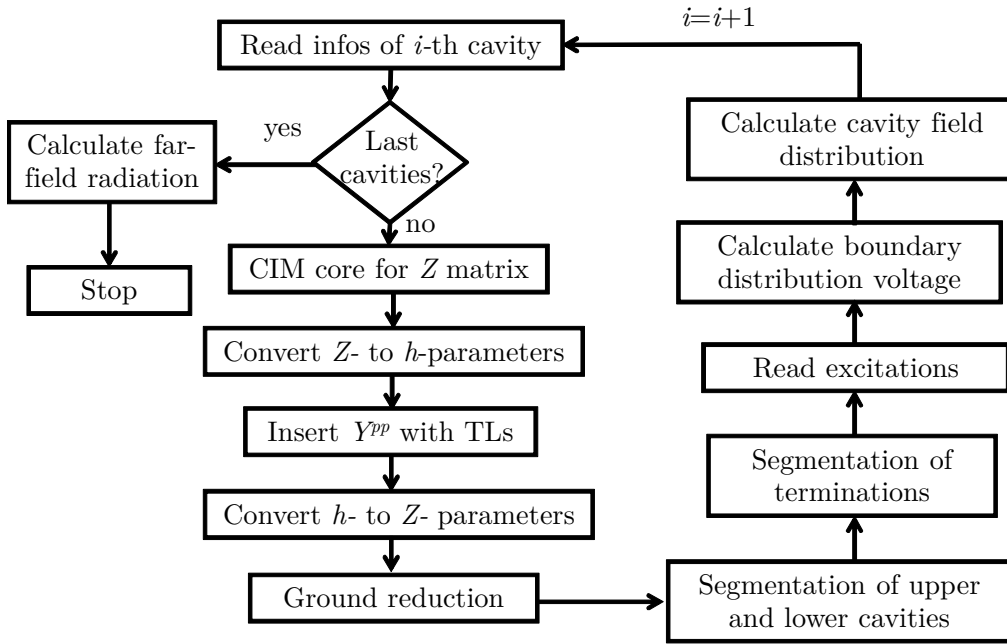 Read infos of i-th cavity
i=i+1
yes
Last
cavities?
no
Calculate far-
field radiation
Stop
CIM core for Z matrix
Convert Z- to h-parameters
Insert Y^pp with TLs
Convert h- to Z- parameters
Ground reduction
Segmentation of upper
and lower cavities
Segmentation of
terminations
Read excitations
Calculate boundary
distribution voltage
Calculate cavity field
distribution